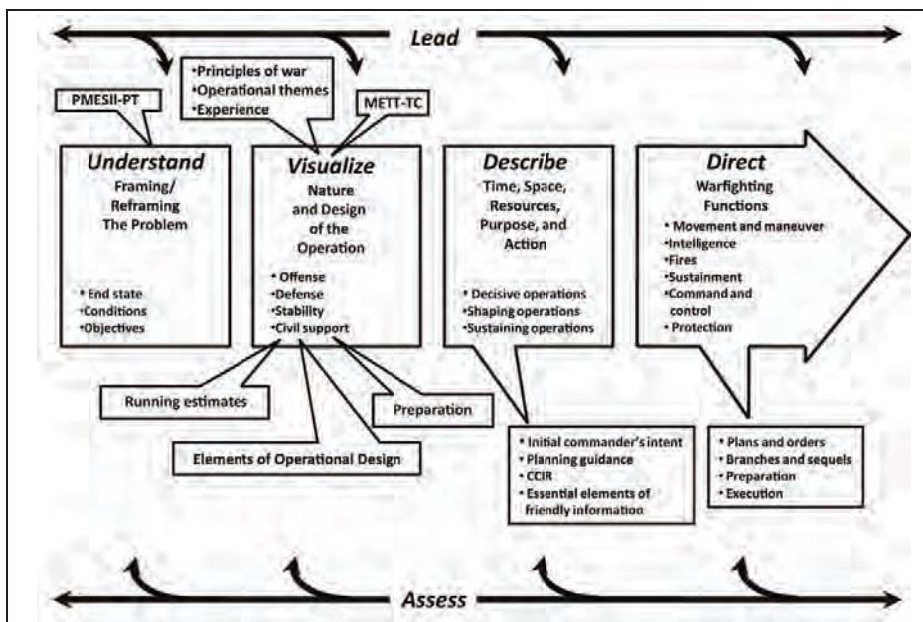 Lead
PMESII-PT
•Principles of war
•Operational themes
•Experience
METT-TC
Understand
Framing/
Reframing
The Problem
• End state
•Conditions
•Objectives
Visualize
Nature
and Design
of the
Operation
• Offense
•Defense
•Stability
•Civil support
Describe
Time, Space,
Resources,
Purpose, and
Action
• Decisive operations
•Shaping operations
•Sustaining operations
Direct
Warfighting
Functions
• Movement and maneuver
•Intelligence
•Fires
•Sustainment
•Command and
control
• Protection
Running estimates
Elements of Operational Design
Preparation
• Initial commander's intent
• Planning guidance
• CCIR
• Essential elements of
friendly information
• Plans and orders
• Branches and sequels
• Preparation
• Execution
Assess